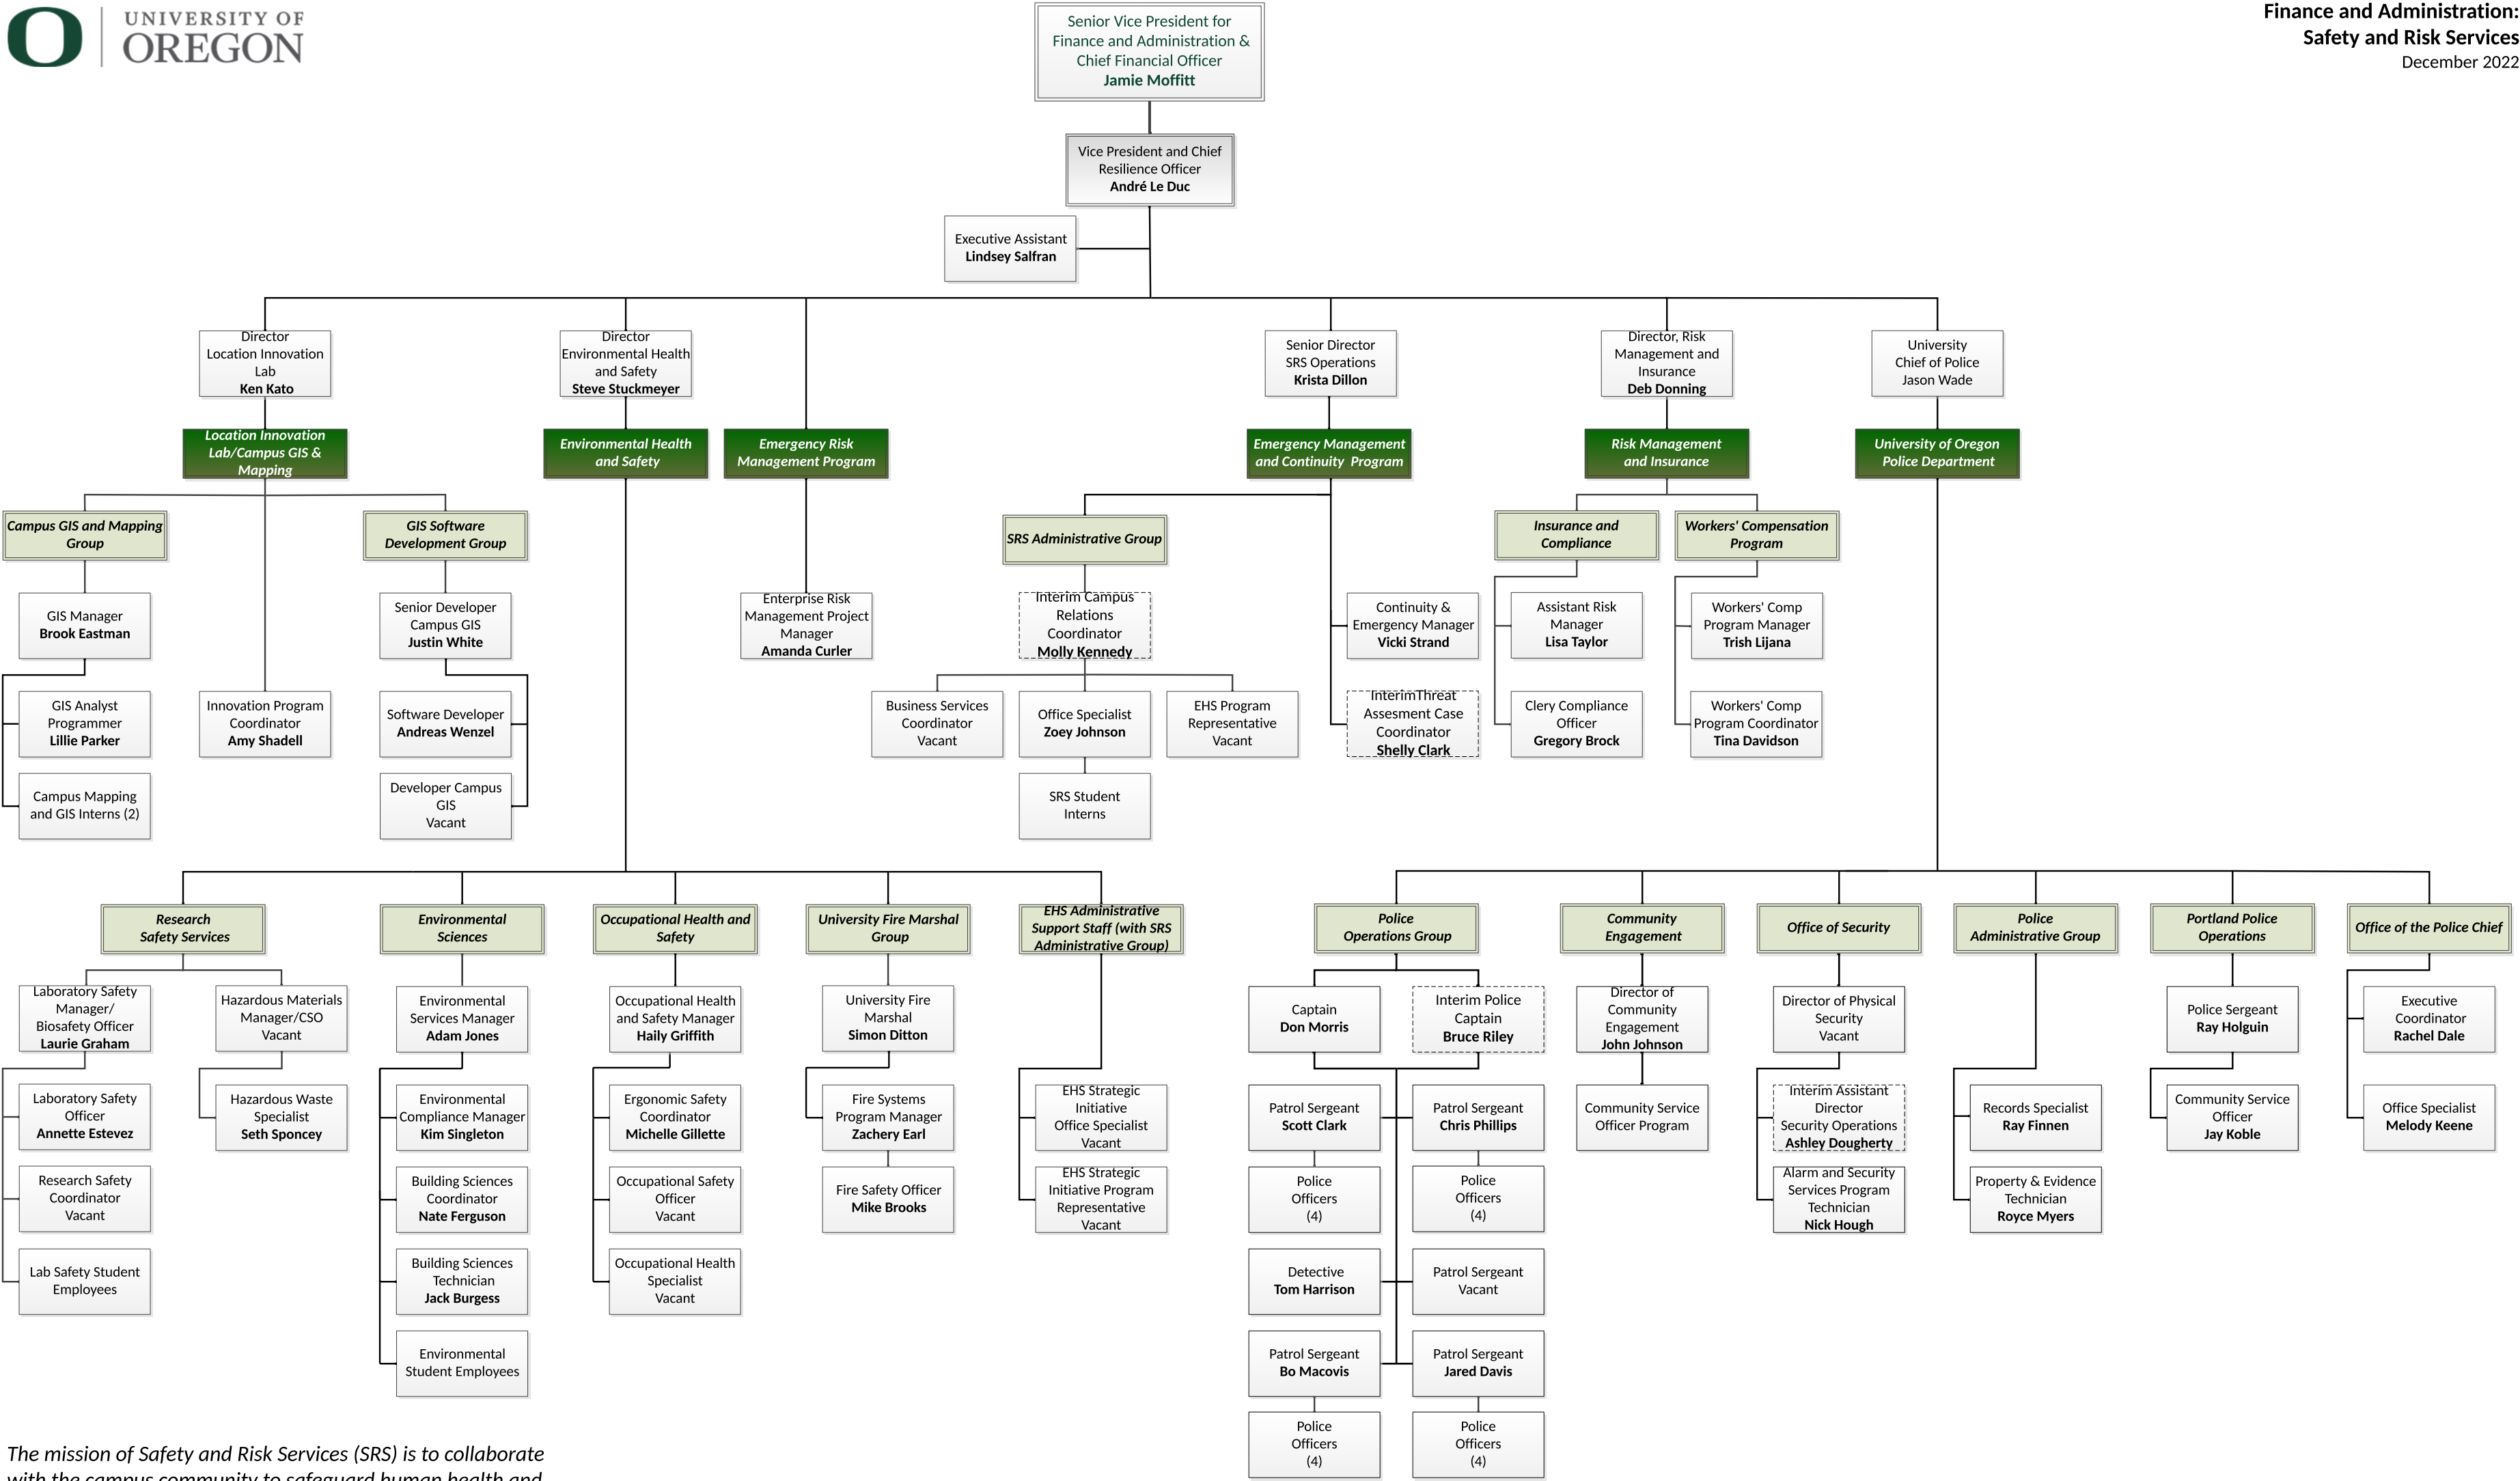 UNIVERSITY OF
OREGON
Finance and Administration:
Safety and Risk Services
December 2022
Senior Vice President for
Finance and Administration &
Chief Financial Officer
Jamie Moffitt
Vice President and Chief
Resilience Officer
André Le Duc
Executive Assistant
Lindsey Salfran
Director
Location Innovation
Lab
Ken Kato
Director
Environmental Health
and Safety
Steve Stuckmeyer
Senior Director
SRS Operations
Krista Dillon
Director, Risk
Management and
Insurance
Deb Donning
University
Chief of Police
Jason Wade
Location Innovation
Lab/Campus GIS &
Mapping
Environmental Health
and Safety
Emergency Risk
Management Program
Emergency Management
and Continuity Program
Risk Management
and Insurance
University of Oregon
Police Department
Campus GIS and Mapping
Group
GIS Software
Development Group
SRS Administrative Group
Insurance and
Compliance
Workers' Compensation
Program
GIS Manager
Brook Eastman
Senior Developer
Campus GIS
Justin White
Enterprise Risk
Management Project
Manager
Amanda Curler
Interim Campus
Relations
Coordinator
Molly Kennedy
Continuity &
Emergency Manager
Vicki Strand
Assistant Risk
Manager
Lisa Taylor
Workers' Comp
Program Manager
Trish Lijana
GIS Analyst
Programmer
Lillie Parker
Innovation Program
Coordinator
Amy Shadell
Software Developer
Andreas Wenzel
Business Services
Coordinator
Vacant
Office Specialist
Zoey Johnson
EHS Program
Representative
Vacant
InterimThreat
Assesment Case
Coordinator
Shelly Clark
Clery Compliance
Officer
Gregory Brock
Workers' Comp
Program Coordinator
Tina Davidson
Campus Mapping
and GIS Interns (2)
Developer Campus
GIS
Vacant
SRS Student
Interns
Research
Safety Services
Environmental
Sciences
Occupational Health and
Safety
University Fire Marshal
Group
EHS Administrative
Support Staff (with SRS
Administrative Group)
Police
Operations Group
Community
Engagement
Office of Security
Police
Administrative Group
Portland Police
Operations
Office of the Police Chief
Laboratory Safety
Manager/
Biosafety Officer
Laurie Graham
Hazardous Materials
Manager/CSO
Vacant
Environmental
Services Manager
Adam Jones
Occupational Health
and Safety Manager
Haily Griffith
University Fire
Marshal
Simon Ditton
Captain
Don Morris
Interim Police
Captain
Bruce Riley
Director of
Community
Engagement
John Johnson
Director of Physical
Security
Vacant
Police Sergeant
Ray Holguin
Executive
Coordinator
Rachel Dale
Laboratory Safety
Officer
Annette Estevez
Hazardous Waste
Specialist
Seth Sponcey
Environmental
Compliance Manager
Kim Singleton
Ergonomic Safety
Coordinator
Michelle Gillette
Fire Systems
Program Manager
Zachery Earl
EHS Strategic
Initiative
Office Specialist
Vacant
Patrol Sergeant
Scott Clark
Patrol Sergeant
Chris Phillips
Community Service
Officer Program
Interim Assistant
Director
Security Operations
Ashley Dougherty
Records Specialist
Ray Finnen
Community Service
Officer
Jay Koble
Office Specialist
Melody Keene
Research Safety
Coordinator
Vacant
Building Sciences
Coordinator
Nate Ferguson
Occupational Safety
Officer
Vacant
Fire Safety Officer
Mike Brooks
EHS Strategic
Initiative Program
Representative
Vacant
Police
Officers
(4)
Police
Officers
(4)
Alarm and Security
Services Program
Technician
Nick Hough
Property & Evidence
Technician
Royce Myers
Lab Safety Student
Employees
Building Sciences
Technician
Jack Burgess
Occupational Health
Specialist
Vacant
Detective
Tom Harrison
Patrol Sergeant
Vacant
Environmental
Student Employees
Patrol Sergeant
Bo Macovis
Patrol Sergeant
Jared Davis
Police
Officers
(4)
Police
Officers
(4)
The mission of Safety and Risk Services (SRS) is to collaborate
with the campus community to safeguard human health and